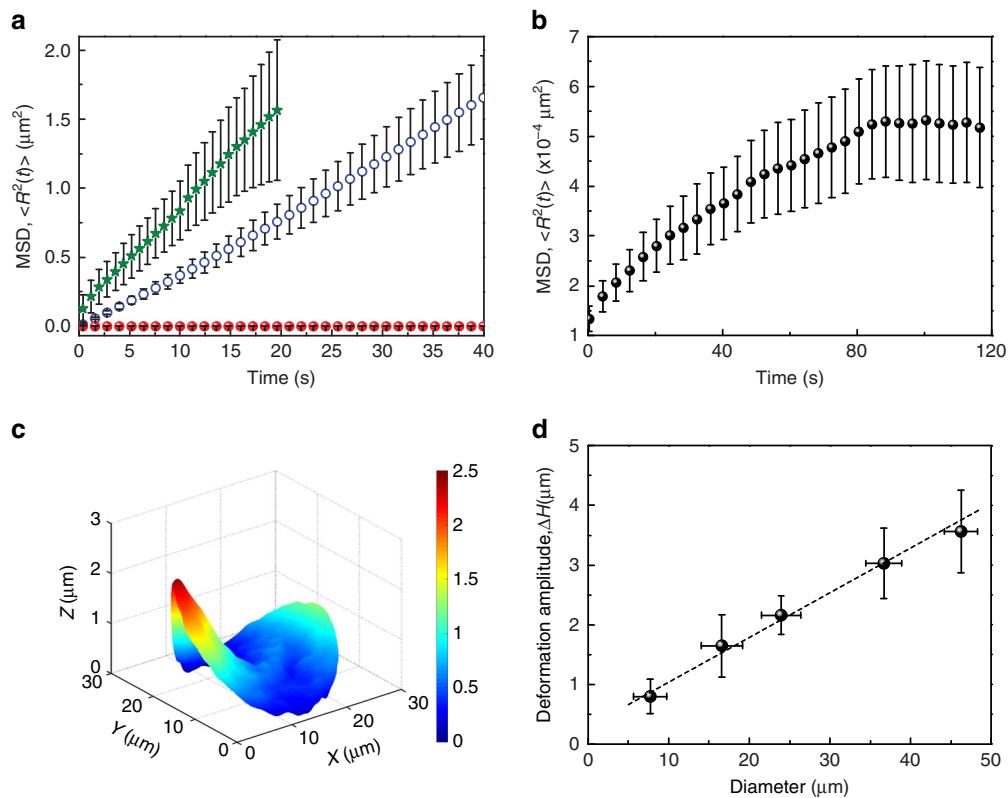 a
MSD, <R²(t)> (μm²)
2.0
1.5
1.0
0.5
0.0
0 5 10 15 20 25 30 35 40
Time (s)
b
MSD, <R²(t)> (x10⁻⁴ μm²)
7
6
5
4
3
2
1
0 40 80 120
Time (s)
c
Z (μm)
3
2
1
0
30
20
10
0
Y (μm)
0
10
20
30
X (μm)
2.5
2
1.5
1
0.5
0
d
Deformation amplitude,ΔH(μm)
5
4
3
2
1
0
0 10 20 30 40 50
Diameter (μm)